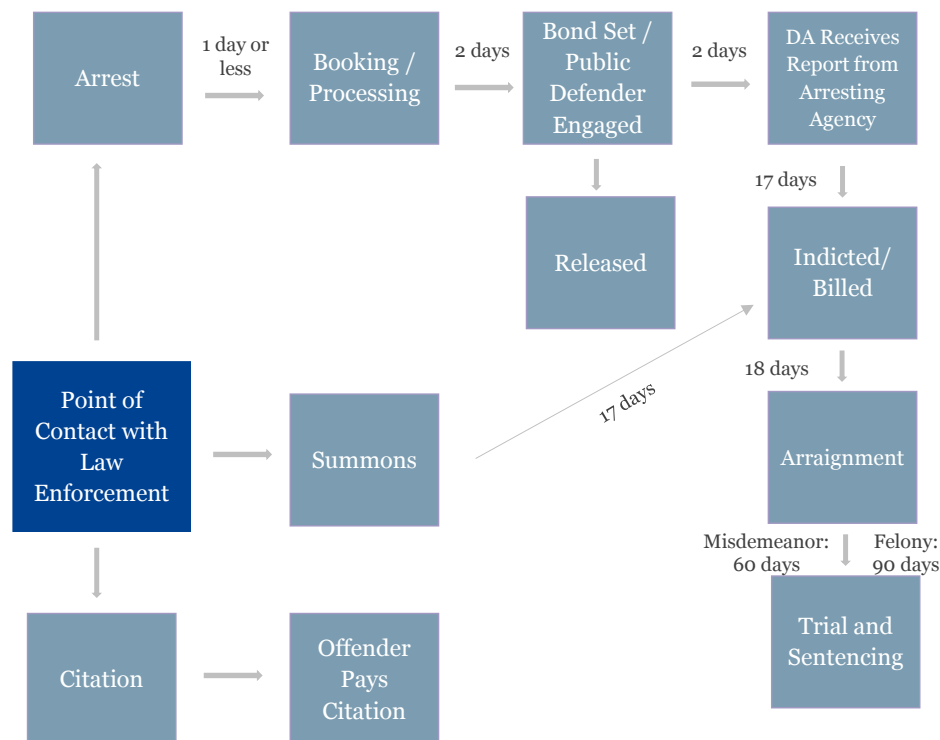 Arrest
1 day or
less
Booking /
Processing
2 days
Bond Set /
Public
Defender
Engaged
2 days
DA Receives
Report from
Arresting
Agency
17 days
Released
Indicted/
Billed
18 days
Point of
Contact with
Law
Enforcement
Summons
17 days
Arraignment
Misdemeanor:
60 days
Felony:
90 days
Citation
Offender
Pays
Citation
Trial and
Sentencing